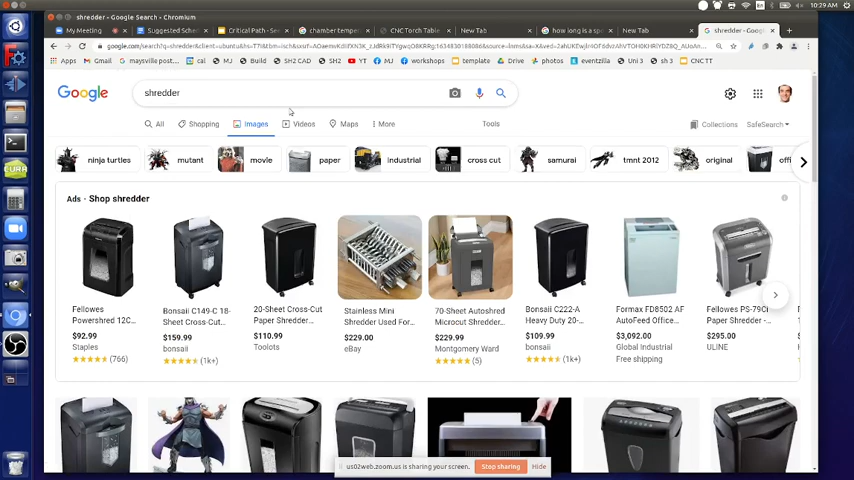 shredder - Google Search - Chromium
10:29 AM
My Meeting
Suggested Sche
Critical Path - Se
chamber tempe
CNC Torch Table
New Tab
how long is a sp
New Tab
shredder - Goog
Apps
Gmail
maysville post
cal
MJ
Build
SH2 CAD
SH2
YT
MJ
workshops
template
Drive
photos
eventzilla
Uni 3
sh 3
CNC TT
Google
shredder
All
Shopping
Images
Videos
Maps
More
Tools
Collections
SafeSearch
ninja turtles
mutant
movie
paper
industrial
cross cut
samurai
tmnt 2012
original
offi
Ads · Shop shredder
Fellowes
Powershred 12C...
$92.99
Staples
(766)
Bonsaii C149-C 18-
Sheet Cross-Cut...
$159.99
bonsaii
(1k+)
20-Sheet Cross-Cut
Paper Shredder...
$110.99
Toolots
Stainless Mini
Shredder Used For...
$229.00
eBay
70-Sheet Autoshred
Microcut Shredder...
$229.99
Montgomery Ward
(5)
Bonsaii C222-A
Heavy Duty 20-...
$109.99
bonsaii
(1k+)
Formax FD8502 AF
AutoFeed Office...
$3,092.00
Global Industrial
Free shipping
Fellowes PS-79Ci
Paper Shredder -...
$295.00
ULINE
us02web.zoom.us is sharing your screen.
Stop sharing
Hide